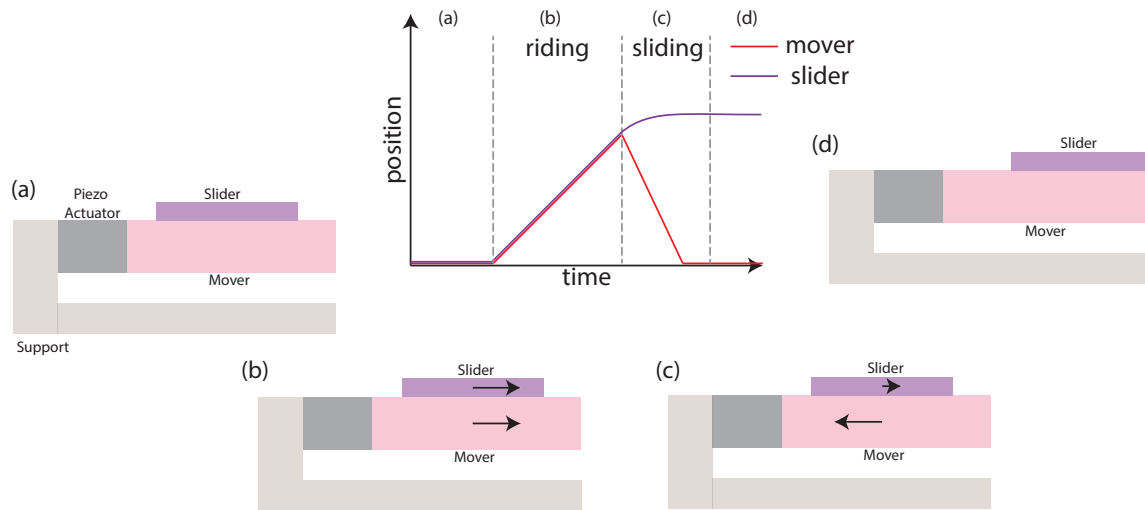 (a)
(b)
(c)
(d)
riding
sliding
mover
slider
position
time
(a)
Piezo
Actuator
Slider
Mover
Support
(d)
Slider
Mover
(b)
Slider
Mover
(c)
Slider
Mover